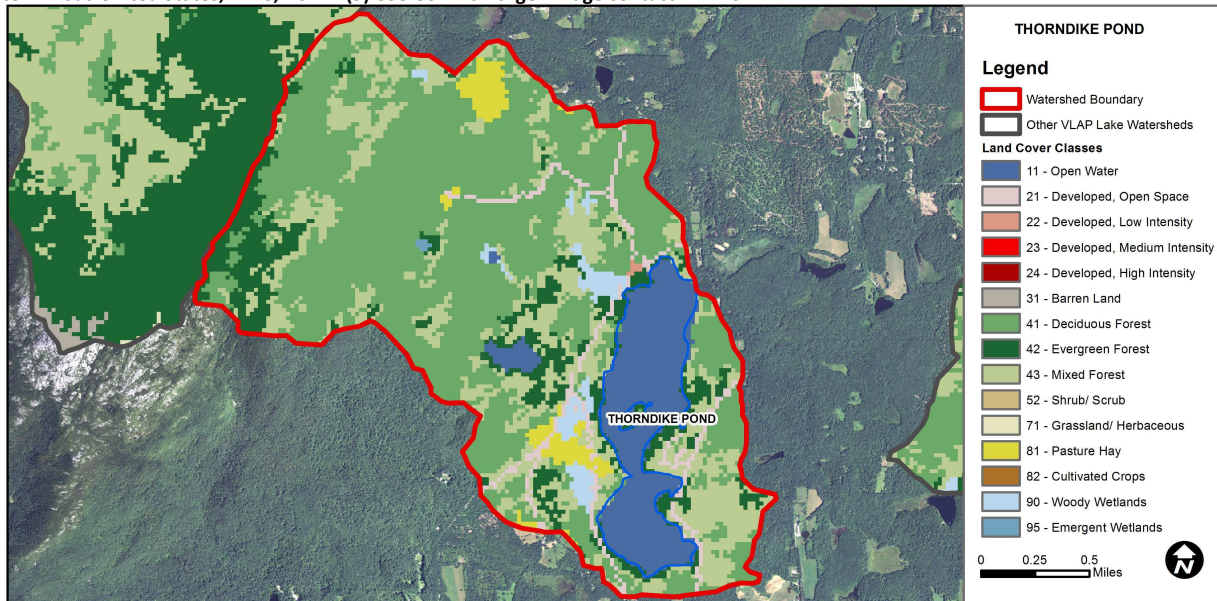 THORNDIKE POND
Legend
Watershed Boundary
Other VLAP Lake Watersheds
Land Cover Classes
11 - Open Water
21 - Developed, Open Space
22 - Developed, Low Intensity
23 - Developed, Medium Intensity
24 - Developed, High Intensity
31 - Barren Land
41 - Deciduous Forest
42 - Evergreen Forest
43 - Mixed Forest
52 - Shrub/ Scrub
71 - Grassland/ Herbaceous
81 - Pasture Hay
82 - Cultivated Crops
90 - Woody Wetlands
95 - Emergent Wetlands
0 0.25 0.5
Miles
N
THORNDIKE POND